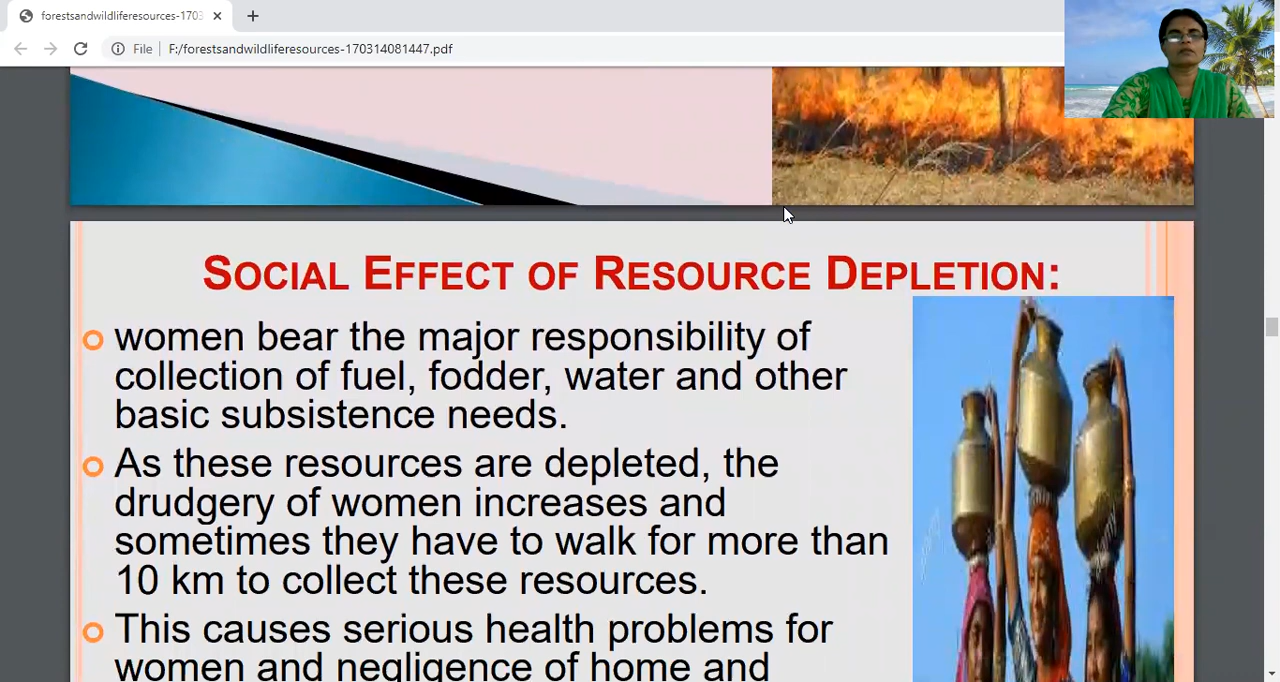 forestsandwildliferesources-1703
File
F:/forestsandwildliferesources-170314081447.pdf
SOCIAL EFFECT OF RESOURCE DEPLETION:
women bear the major responsibility of
collection of fuel, fodder, water and other
basic subsistence needs.
As these resources are depleted, the
drudgery of women increases and
sometimes they have to walk for more than
10 km to collect these resources.
This causes serious health problems for
women and negligence of home and